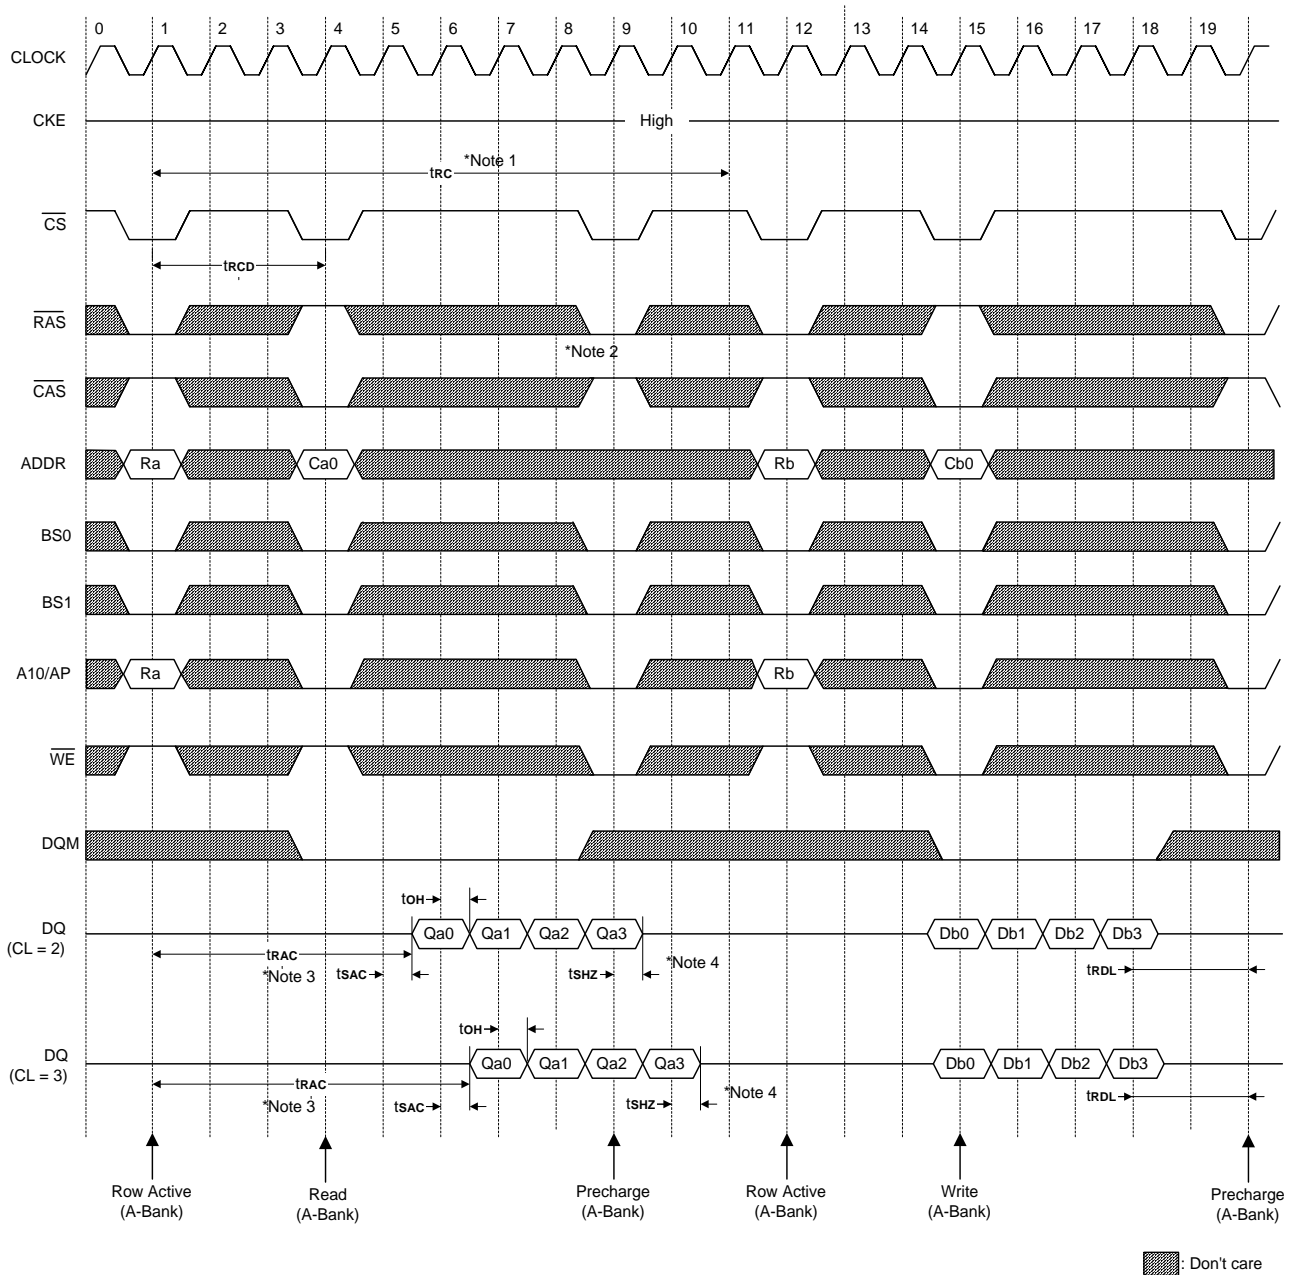 0 1 2 3 4 5 6 7 8 9 10 11 12 13 14 15 16 17 18 19
CLOCK
CKE High
*Note 1
tRC
CS
tRCD
RAS
*Note 2
CAS
ADDR Ra Ca0 Rb Cb0
BS0
BS1
A10/AP Ra Rb
WE
DQM
tOH
DQ
(CL = 2)
Qa0 Qa1 Qa2 Qa3 Db0 Db1 Db2 Db3
tRAC
*Note 3 tSAC tSHZ *Note 4 tRDL
tOH
DQ
(CL = 3)
Qa0 Qa1 Qa2 Qa3 Db0 Db1 Db2 Db3
tRAC
*Note 3 tSAC tSHZ *Note 4 tRDL
Row Active
(A-Bank)
Read
(A-Bank)
Precharge
(A-Bank)
Row Active
(A-Bank)
Write
(A-Bank)
Precharge
(A-Bank)
: Don't care